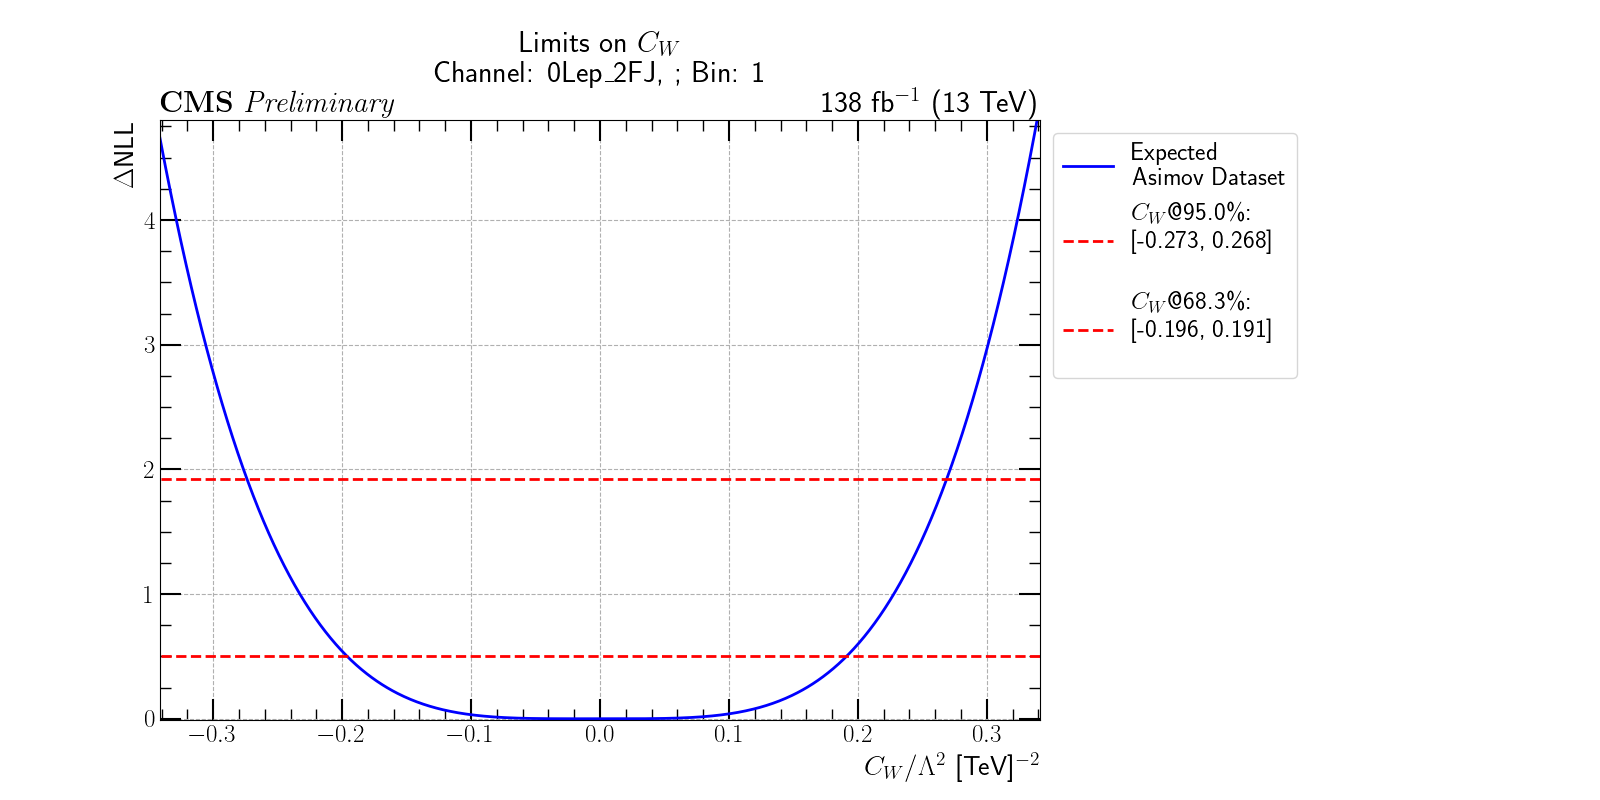 Limits on C_W
Channel: 0Lep_2FJ, ; Bin: 1
CMS Preliminary
138 fb⁻¹ (13 TeV)
ΔNLL
4
3
2
1
0
−0.3
−0.2
−0.1
0.0
0.1
0.2
0.3
C_W/Λ² [TeV]⁻²
Expected
Asimov Dataset
C_W@95.0%:
[-0.273, 0.268]
C_W@68.3%:
[-0.196, 0.191]